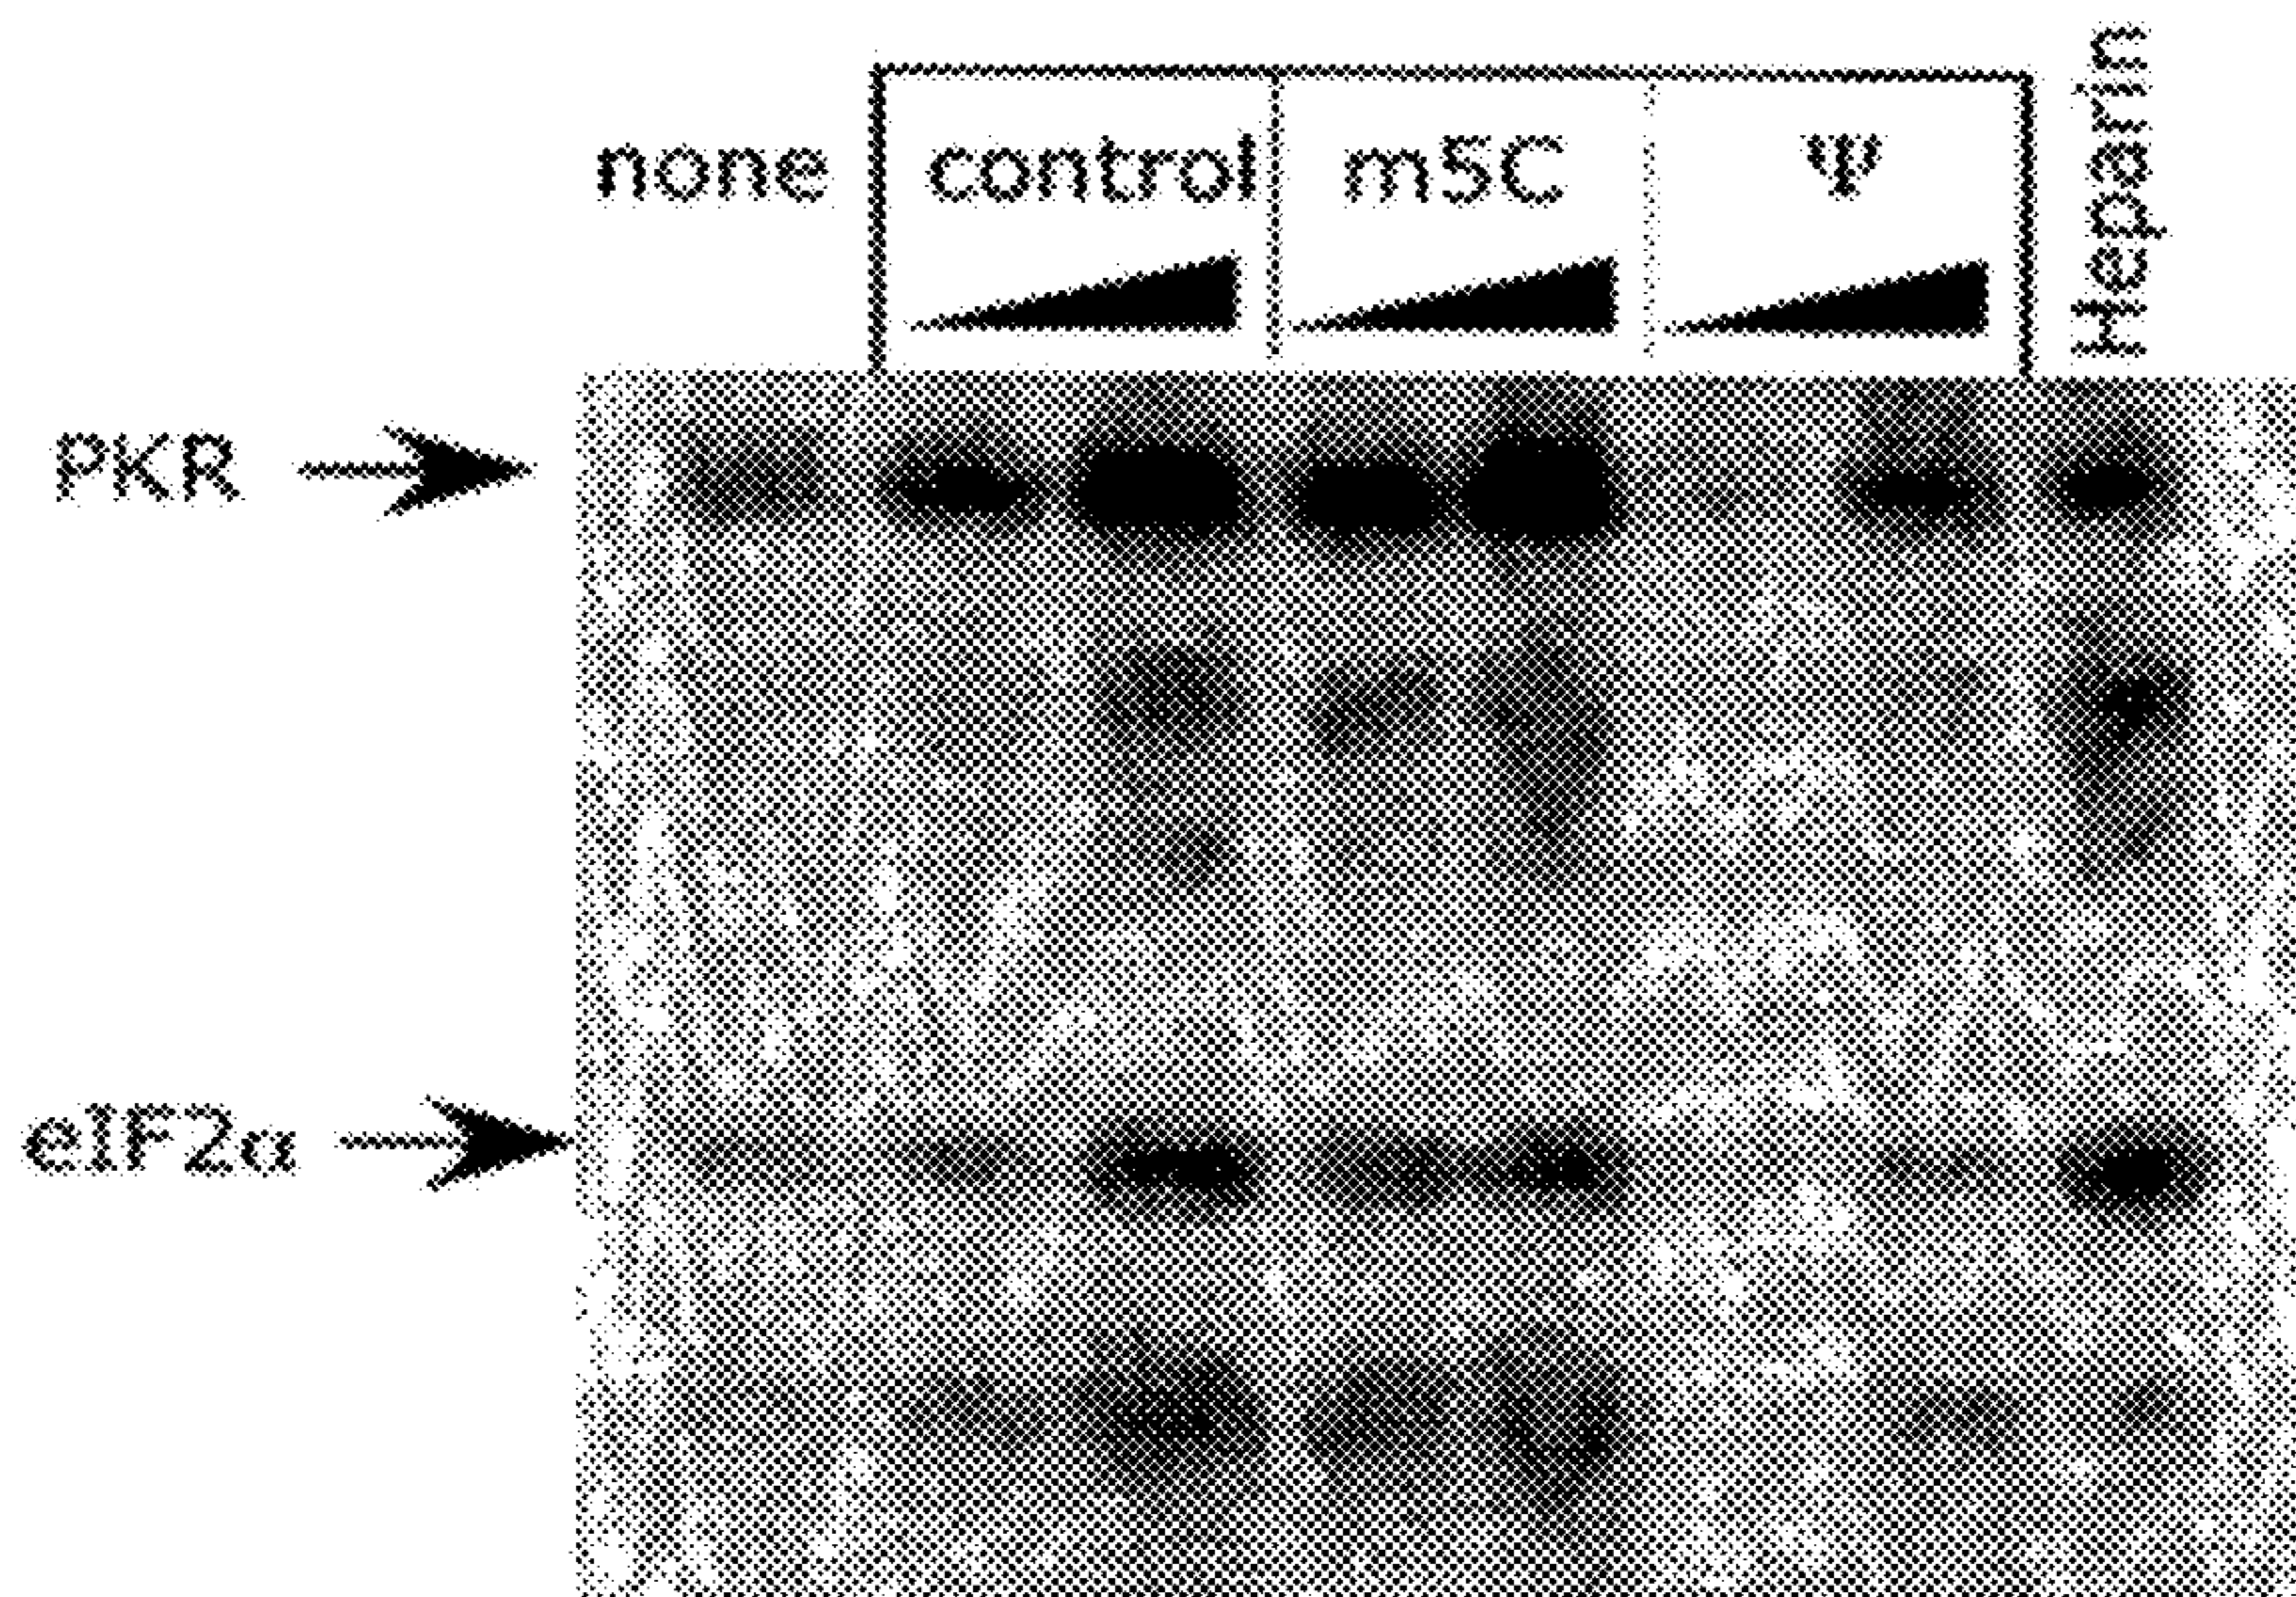 none control m5C Ψ Heparin
PKR
eIF2α